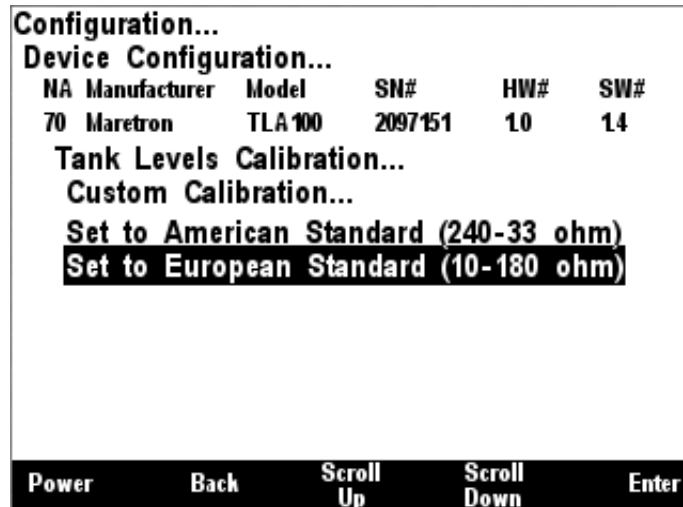 Configuration...
Device Configuration...
NA Manufacturer Model SN# HW# SW#
70 Maretron TLA100 2097151 1.0 1.4
Tank Levels Calibration...
Custom Calibration...
Set to American Standard (240-33 ohm)
Set to European Standard (10-180 ohm)
Power Back Scroll Up Scroll Down Enter